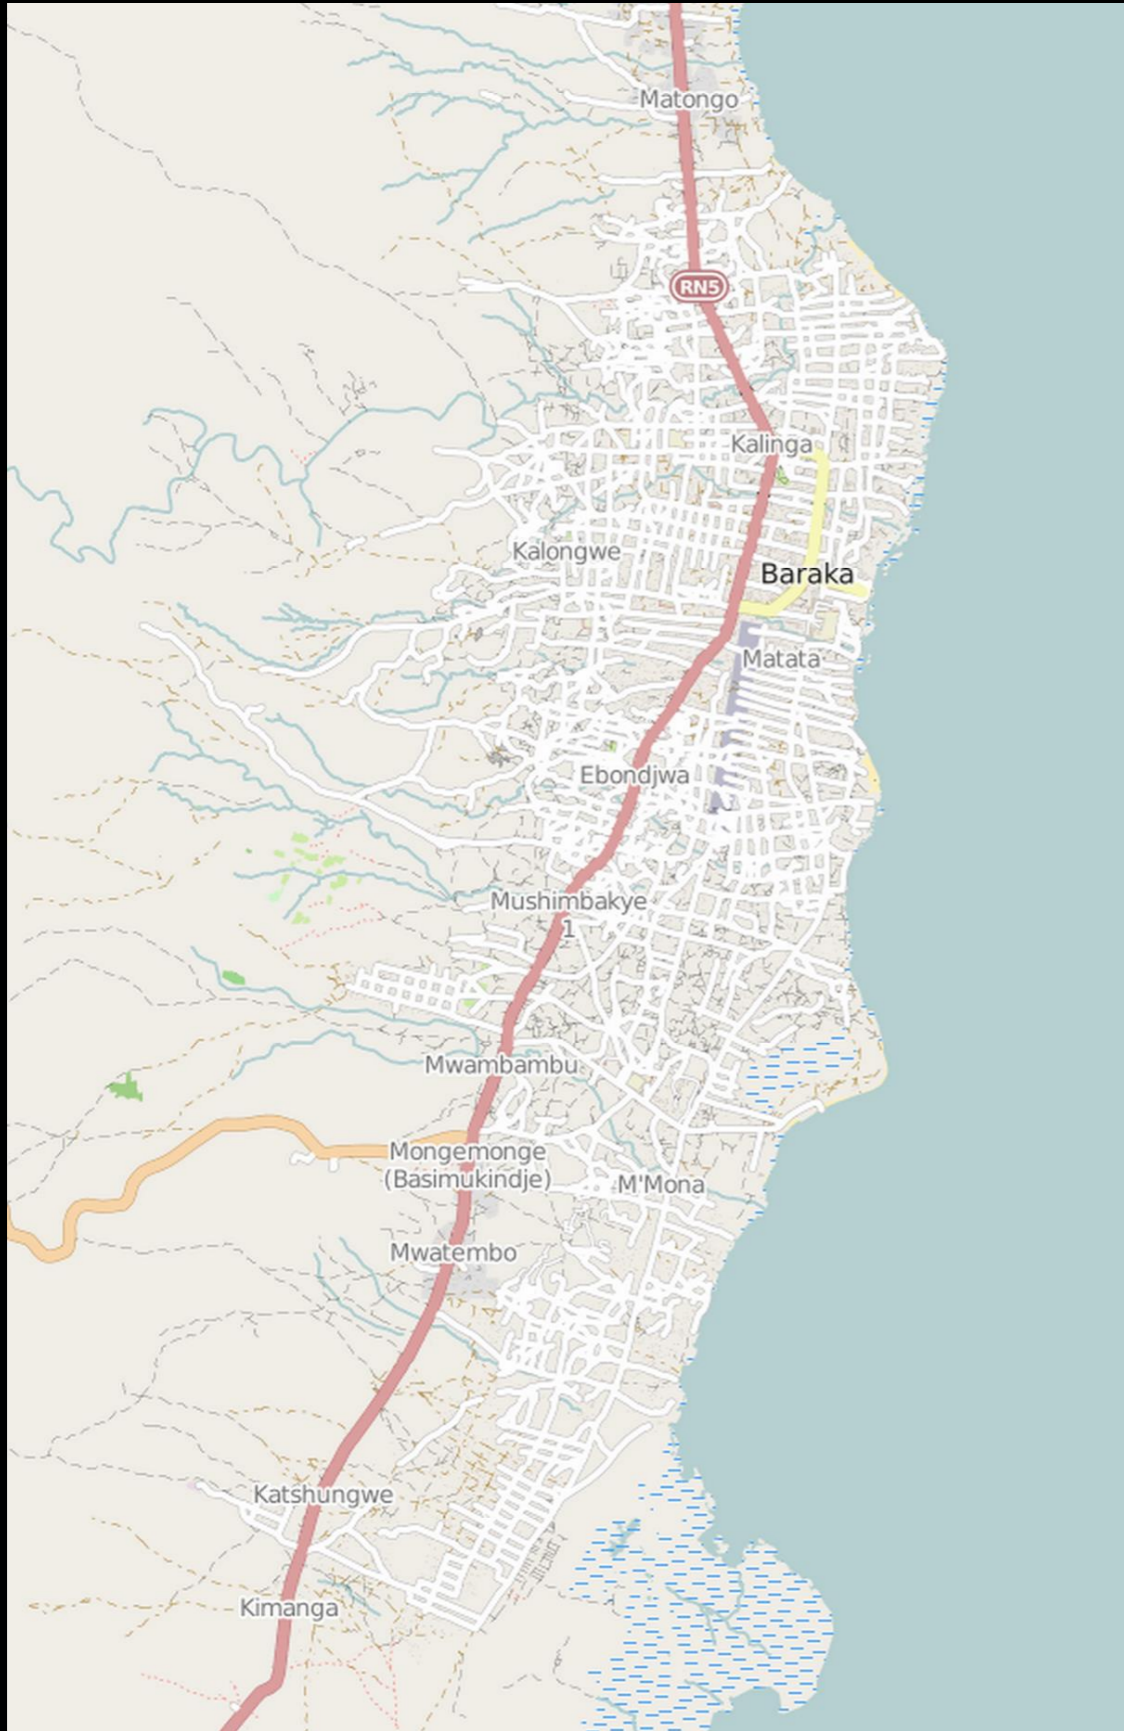 Matongo
RN5
Kalinga
Kalongwe
Baraka
Matata
Ebondjwa
Mushimbakye
1
Mwambambu
Mongemonge
(Basimukindje)
M'Mona
Mwatembo
Katshungwe
Kimanga